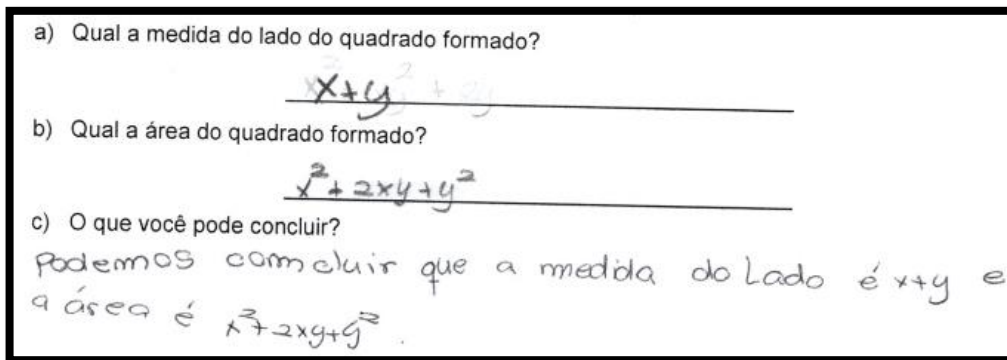 a) Qual a medida do lado do quadrado formado?
x+y
b) Qual a área do quadrado formado?
x²+2xy+y²
c) O que você pode concluir?
Podemos comcluir que a medida do Lado é x+y e
a área é x²+2xy+y².